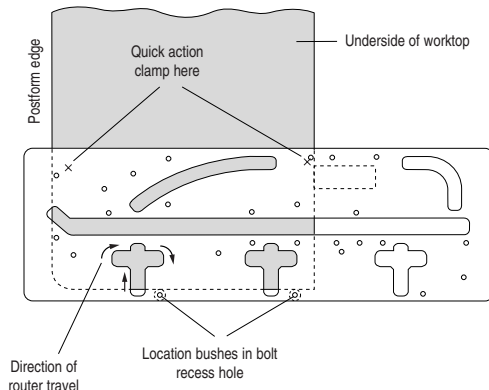 Postform edge
Quick action
clamp here
Underside of worktop
Direction of
router travel
Location bushes in bolt
recess hole